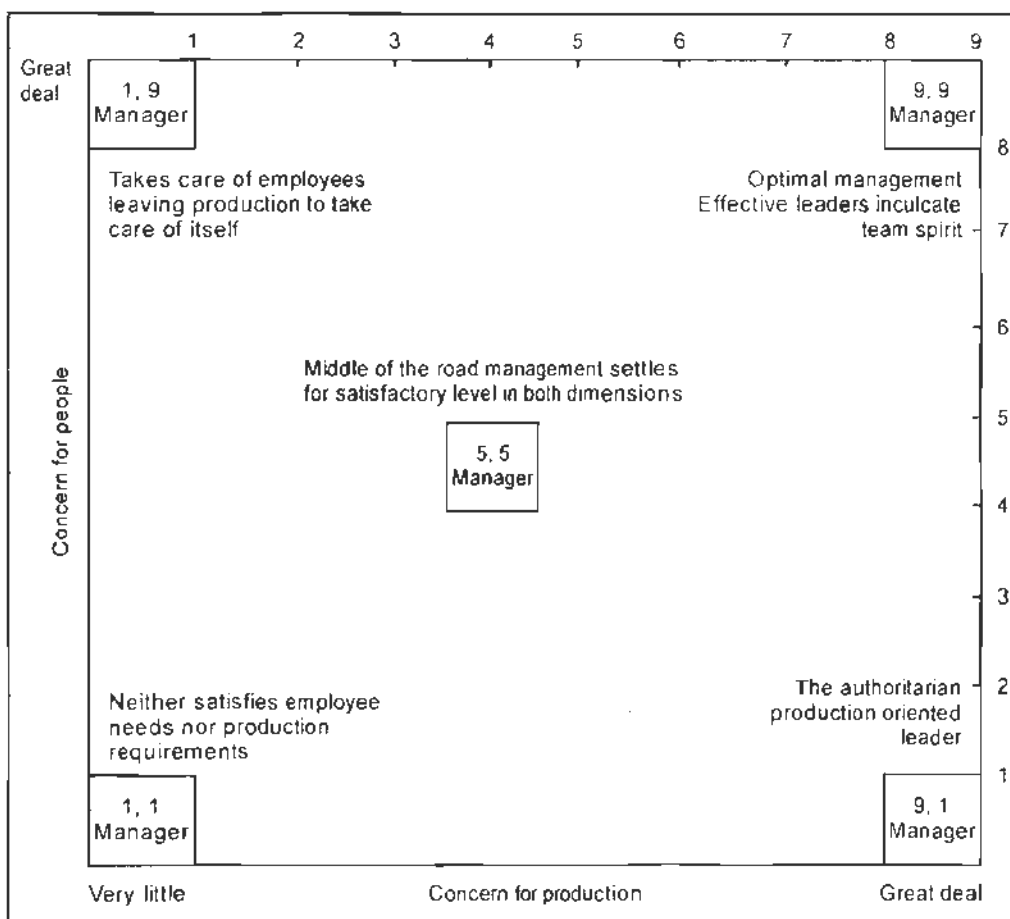 1 2 3 4 5 6 7 8 9
Great
deal
1, 9
Manager
9, 9
Manager
8
Takes care of employees
leaving production to take
care of itself
Optimal management
Effective leaders inculcate
team spirit
7
6
Middle of the road management settles
for satisfactory level in both dimensions
5
5, 5
Manager
4
Concern for people
3
Neither satisfies employee
needs nor production
requirements
2
The authoritarian
production oriented
leader
1
1, 1
Manager
9, 1
Manager
Very little
Concern for production
Great deal